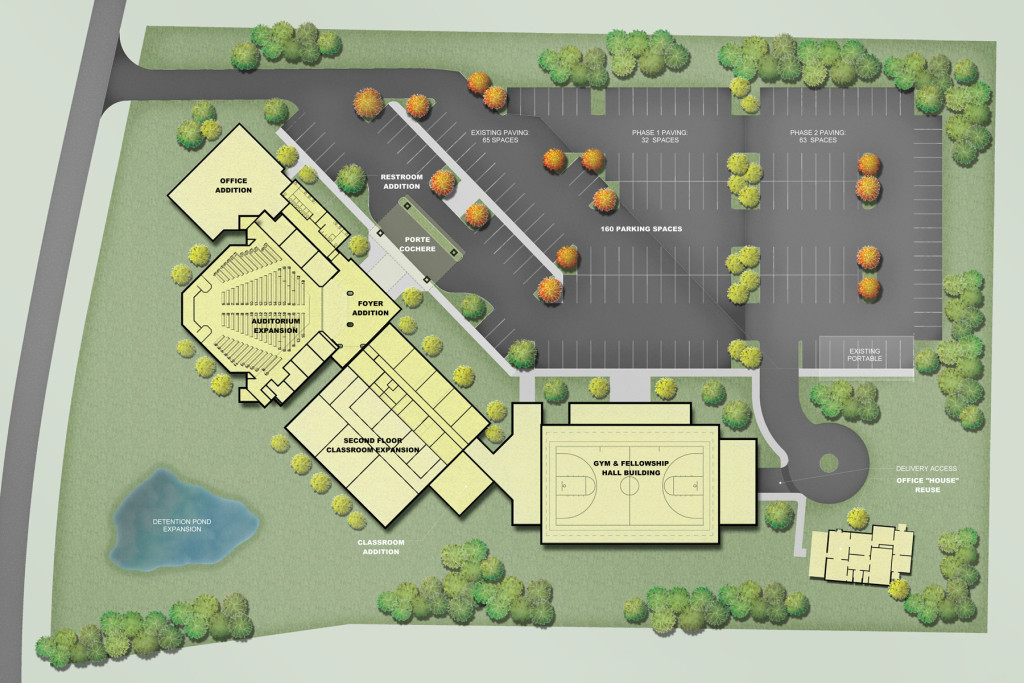 EXISTING PAVING:
65 SPACES
PHASE 1 PAVING:
32 SPACES
PHASE 2 PAVING:
63 SPACES
OFFICE
ADDITION
RESTROOM
ADDITION
160 PARKING SPACES
PORTE
COCHERE
FOYER
ADDITION
AUDITORIUM
EXPANSION
EXISTING
PORTABLE
SECOND FLOOR
CLASSROOM EXPANSION
GYM & FELLOWSHIP
HALL BUILDING
DELIVERY ACCESS
OFFICE "HOUSE"
REUSE
DETENTION POND
EXPANSION
CLASSROOM
ADDITION